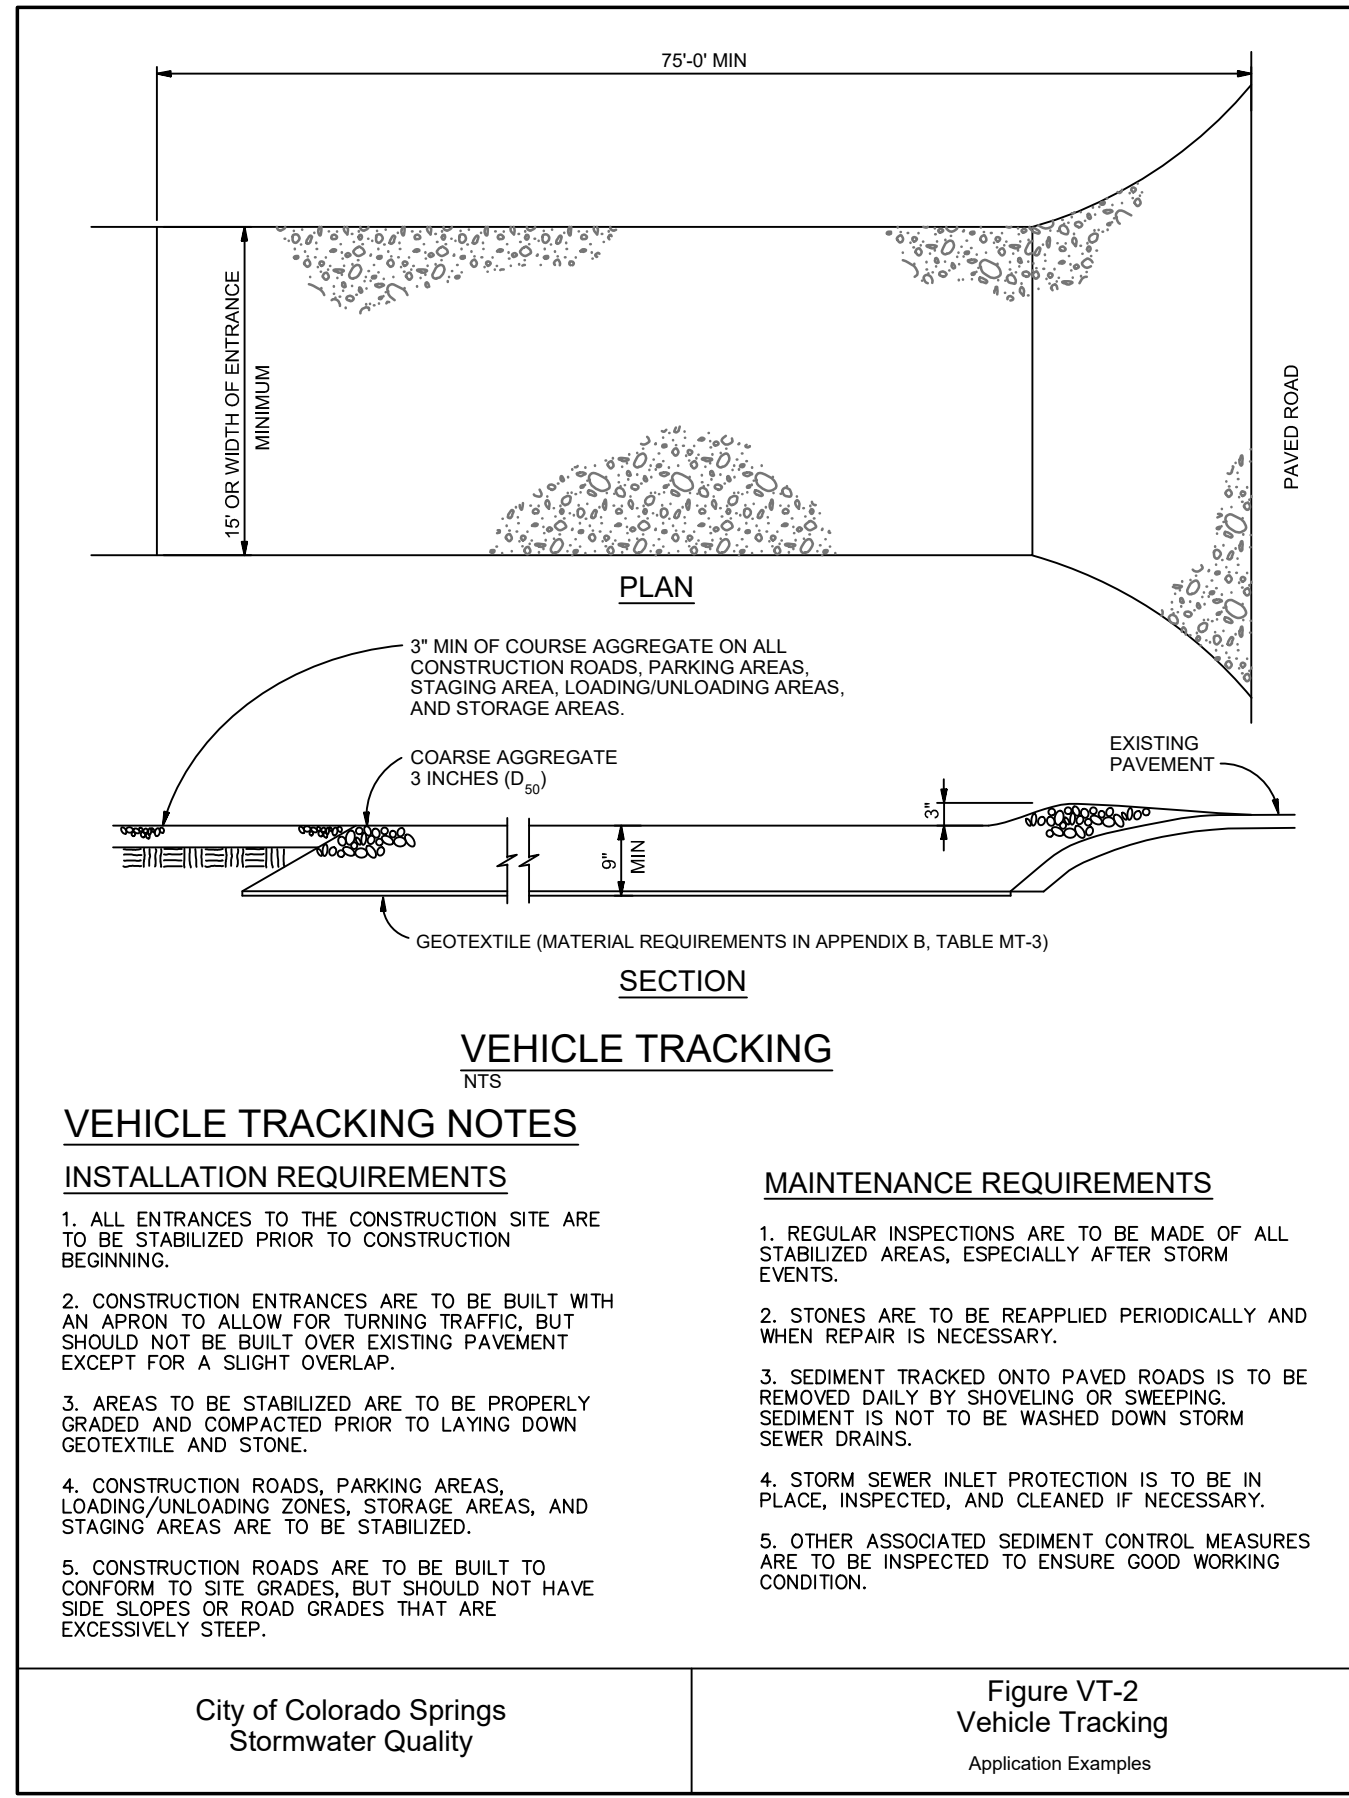 75'-0' MIN
15' OR WIDTH OF ENTRANCE
MINIMUM
PAVED ROAD
PLAN
3" MIN OF COURSE AGGREGATE ON ALL
CONSTRUCTION ROADS, PARKING AREAS,
STAGING AREA, LOADING/UNLOADING AREAS,
AND STORAGE AREAS.
COARSE AGGREGATE
3 INCHES (D50)
EXISTING
PAVEMENT
3"
9"
MIN
GEOTEXTILE (MATERIAL REQUIREMENTS IN APPENDIX B, TABLE MT-3)
SECTION
VEHICLE TRACKING
NTS
VEHICLE TRACKING NOTES
INSTALLATION REQUIREMENTS
1. ALL ENTRANCES TO THE CONSTRUCTION SITE ARE
TO BE STABILIZED PRIOR TO CONSTRUCTION
BEGINNING.
2. CONSTRUCTION ENTRANCES ARE TO BE BUILT WITH
AN APRON TO ALLOW FOR TURNING TRAFFIC, BUT
SHOULD NOT BE BUILT OVER EXISTING PAVEMENT
EXCEPT FOR A SLIGHT OVERLAP.
3. AREAS TO BE STABILIZED ARE TO BE PROPERLY
GRADED AND COMPACTED PRIOR TO LAYING DOWN
GEOTEXTILE AND STONE.
4. CONSTRUCTION ROADS, PARKING AREAS,
LOADING/UNLOADING ZONES, STORAGE AREAS, AND
STAGING AREAS ARE TO BE STABILIZED.
5. CONSTRUCTION ROADS ARE TO BE BUILT TO
CONFORM TO SITE GRADES, BUT SHOULD NOT HAVE
SIDE SLOPES OR ROAD GRADES THAT ARE
EXCESSIVELY STEEP.
MAINTENANCE REQUIREMENTS
1. REGULAR INSPECTIONS ARE TO BE MADE OF ALL
STABILIZED AREAS, ESPECIALLY AFTER STORM
EVENTS.
2. STONES ARE TO BE REAPPLIED PERIODICALLY AND
WHEN REPAIR IS NECESSARY.
3. SEDIMENT TRACKED ONTO PAVED ROADS IS TO BE
REMOVED DAILY BY SHOVELING OR SWEEPING.
SEDIMENT IS NOT TO BE WASHED DOWN STORM
SEWER DRAINS.
4. STORM SEWER INLET PROTECTION IS TO BE IN
PLACE, INSPECTED, AND CLEANED IF NECESSARY.
5. OTHER ASSOCIATED SEDIMENT CONTROL MEASURES
ARE TO BE INSPECTED TO ENSURE GOOD WORKING
CONDITION.
City of Colorado Springs
Stormwater Quality
Figure VT-2
Vehicle Tracking
Application Examples